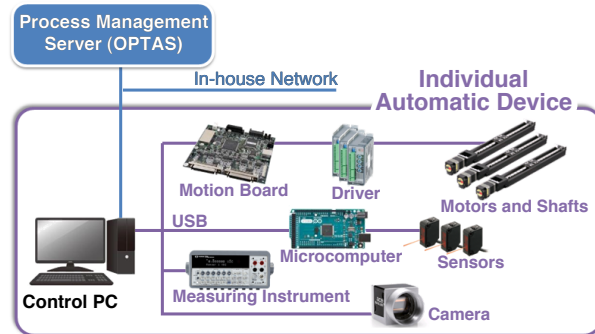 Process Management
Server (OPTAS)
In-house Network
Individual
Automatic Device
Motion Board
Driver
Motors and Shafts
USB
Microcomputer
Sensors
Control PC
Measuring Instrument
Camera